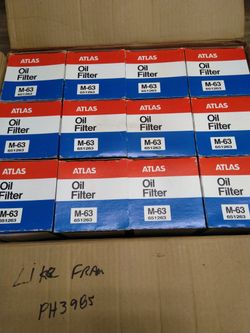 ATLAS ATLAS ATLAS ATLAS
Oil Oil Oil Oil
Filter Filter Filter Filter
M-63 M-63 M-63 M-63
651263 651263 651263 651263
ATLAS ATLAS ATLAS ATLAS
Oil Oil Oil Oil
Filter Filter Filter Filter
M-63 M-63 M-63 M-63
651263 651263 651263 651263
ATLAS ATLAS ATLAS ATLAS
Oil Oil Oil Oil
Filter Filter Filter Filter
M-63 M-63 M-63 M-63
651263 651263 651263 651263
Like FRAM
PH3985